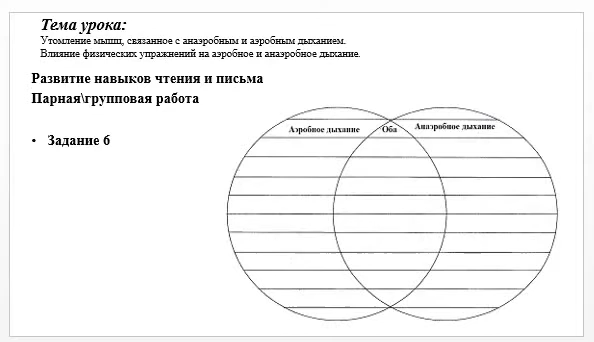 Тема урока:
Утомление мышц, связанное с анаэробным и аэробным дыханием.
Влияние физических упражнений на аэробное и анаэробное дыхание.
Развитие навыков чтения и письма
Парная\групповая работа
• Задание 6
Аэробное дыхание Оба Анаэробное дыхание